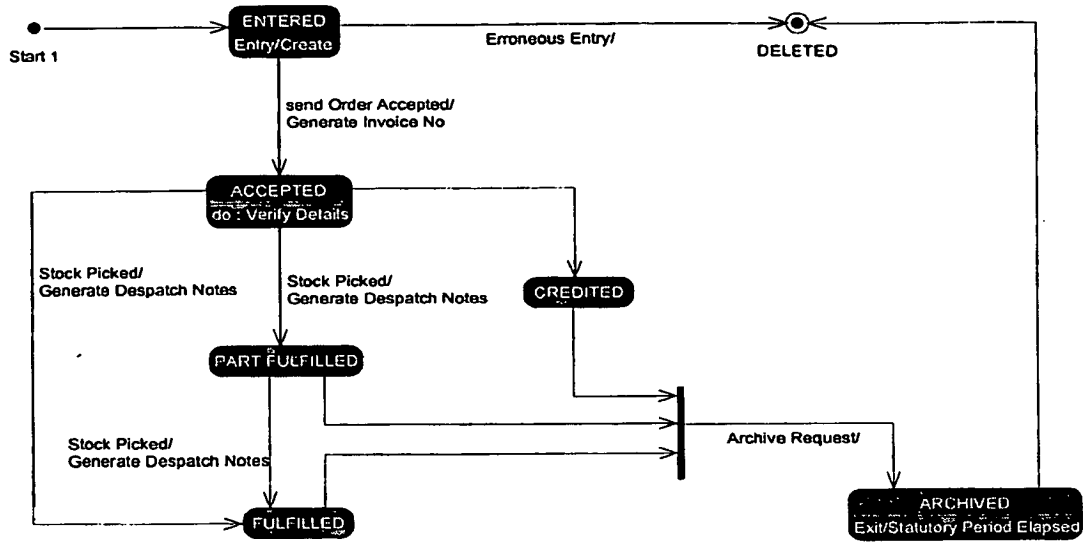 ENTERED
Entry/Create
Start 1
Erroneous Entry/
DELETED
send Order Accepted/
Generate Invoice No
ACCEPTED
do : Verify Details
Stock Picked/
Generate Despatch Notes
Stock Picked/
Generate Despatch Notes
CREDITED
PART FULFILLED
Stock Picked/
Generate Despatch Notes
Archive Request/
FULFILLED
ARCHIVED
Exit/Statutory Period Elapsed